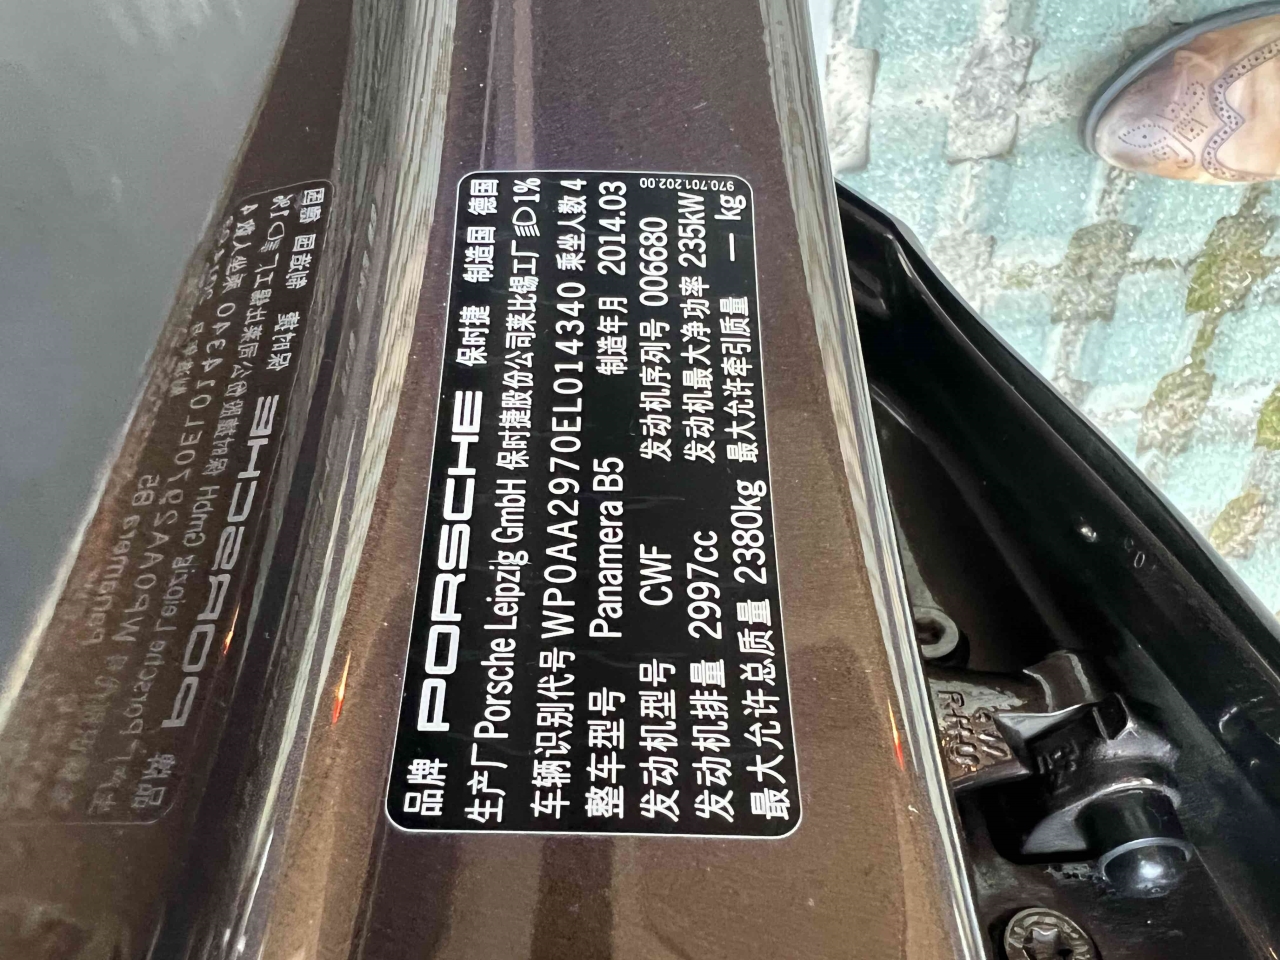 品牌 PORSCHE 保时捷 制造国 德国
生产厂 Porsche Leipzig GmbH 保时捷股份公司莱比锡工厂 1%
车辆识别代号 WP0AA2970EL014340 乘坐人数 4
整车型号 Panamera B5 制造年月 2014.03
发动机型号 CWF 发动机序列号 006680
发动机排量 2997cc 发动机最大净功率 235kW
最大允许总质量 2380kg 最大允许牵引质量 — kg
970.701.202.00